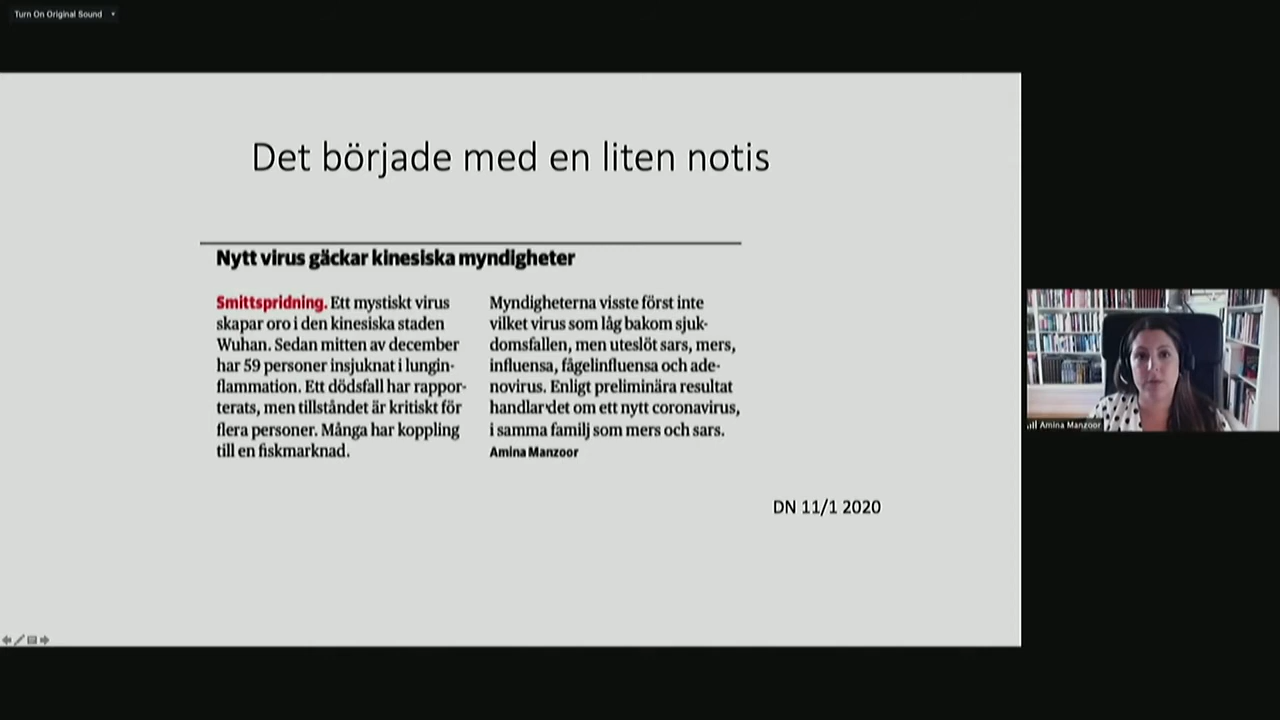 Turn On Original Sound
Det började med en liten notis
Nytt virus gäckar kinesiska myndigheter
Smittspridning. Ett mystiskt virus
skapar oro i den kinesiska staden
Wuhan. Sedan mitten av december
har 59 personer insjuknat i lungin-
flammation. Ett dödsfall har rappor-
terats, men tillståndet är kritiskt för
flera personer. Många har koppling
till en fiskmarknad.
Myndigheterna visste först inte
vilket virus som låg bakom sjuk-
domsfallen, men uteslöt sars, mers,
influensa, fågelinfluensa och ade-
novirus. Enligt preliminära resultat
handlar det om ett nytt coronavirus,
i samma familj som mers och sars.
Amina Manzoor
DN 11/1 2020
Amina Manzoor